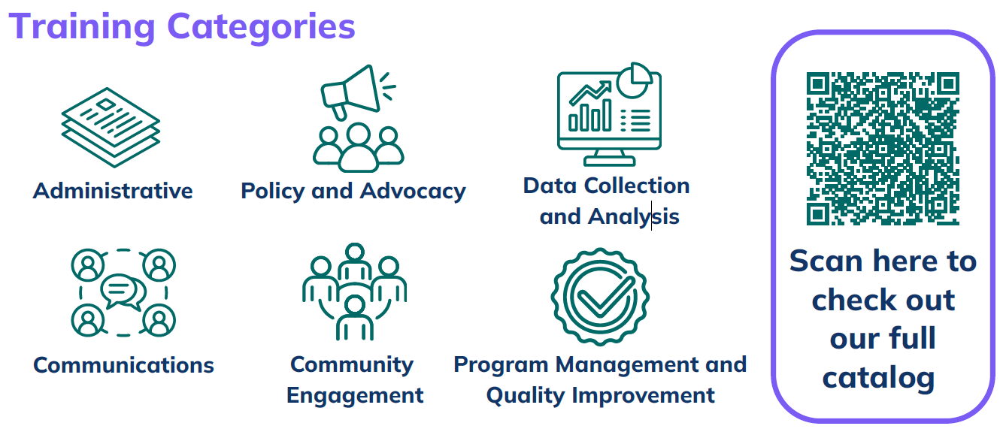 Training Categories
Administrative
Policy and Advocacy
Data Collection
and Analysis
Communications
Community
Engagement
Program Management and
Quality Improvement
Scan here to
check out
our full
catalog